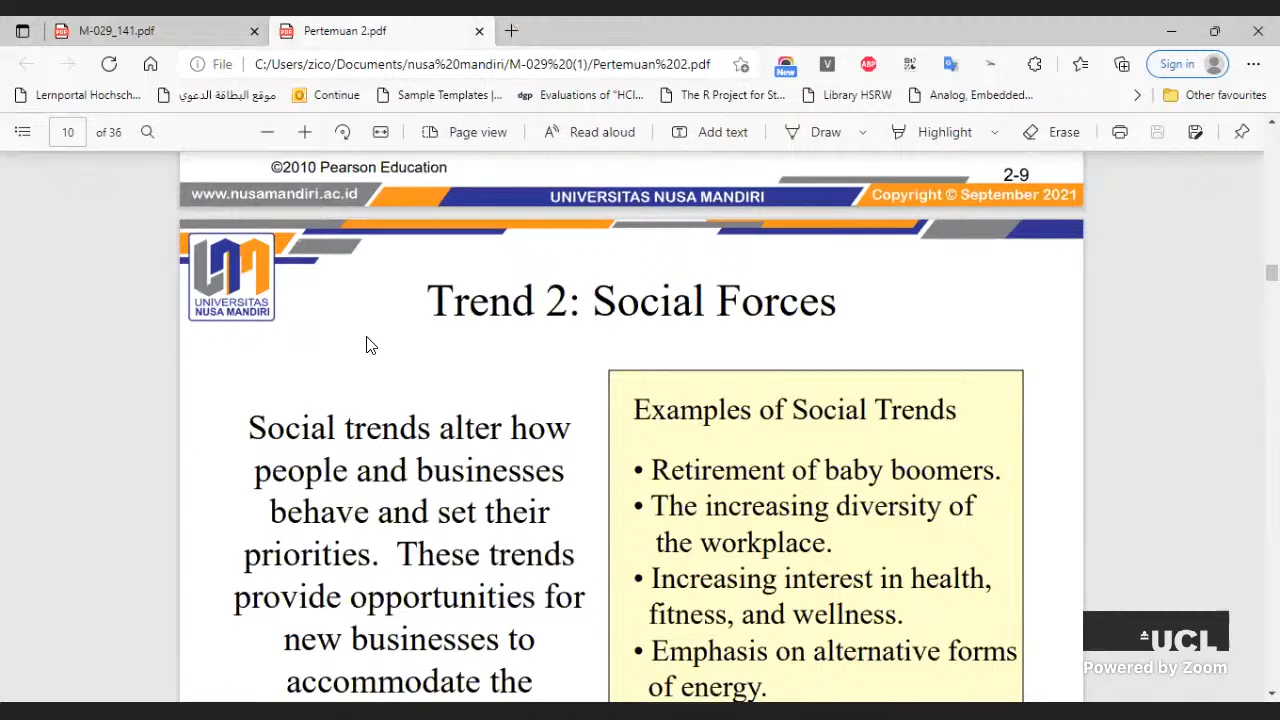 M-029_141.pdf
Pertemuan 2.pdf
File
C:/Users/zico/Documents/nusa%20mandiri/M-029%20(1)/Pertemuan%202.pdf
New
V
ABP
Sign in
Lernportal Hochsch...
موقع البطاقة الدعوي
Continue
Sample Templates |...
dgp Evaluations of "HCI...
The R Project for St...
Library HSRW
Analog, Embedded...
Other favourites
10 of 36
Page view
Read aloud
Add text
Draw
Highlight
Erase
©2010 Pearson Education
2-9
www.nusamandiri.ac.id
UNIVERSITAS NUSA MANDIRI
Copyright © September 2021
UNIVERSITAS
NUSA MANDIRI
Trend 2: Social Forces
Social trends alter how
people and businesses
behave and set their
priorities. These trends
provide opportunities for
new businesses to
accommodate the
Examples of Social Trends
• Retirement of baby boomers.
• The increasing diversity of
the workplace.
• Increasing interest in health,
fitness, and wellness.
• Emphasis on alternative forms
of energy.
UCL
Powered by Zoom